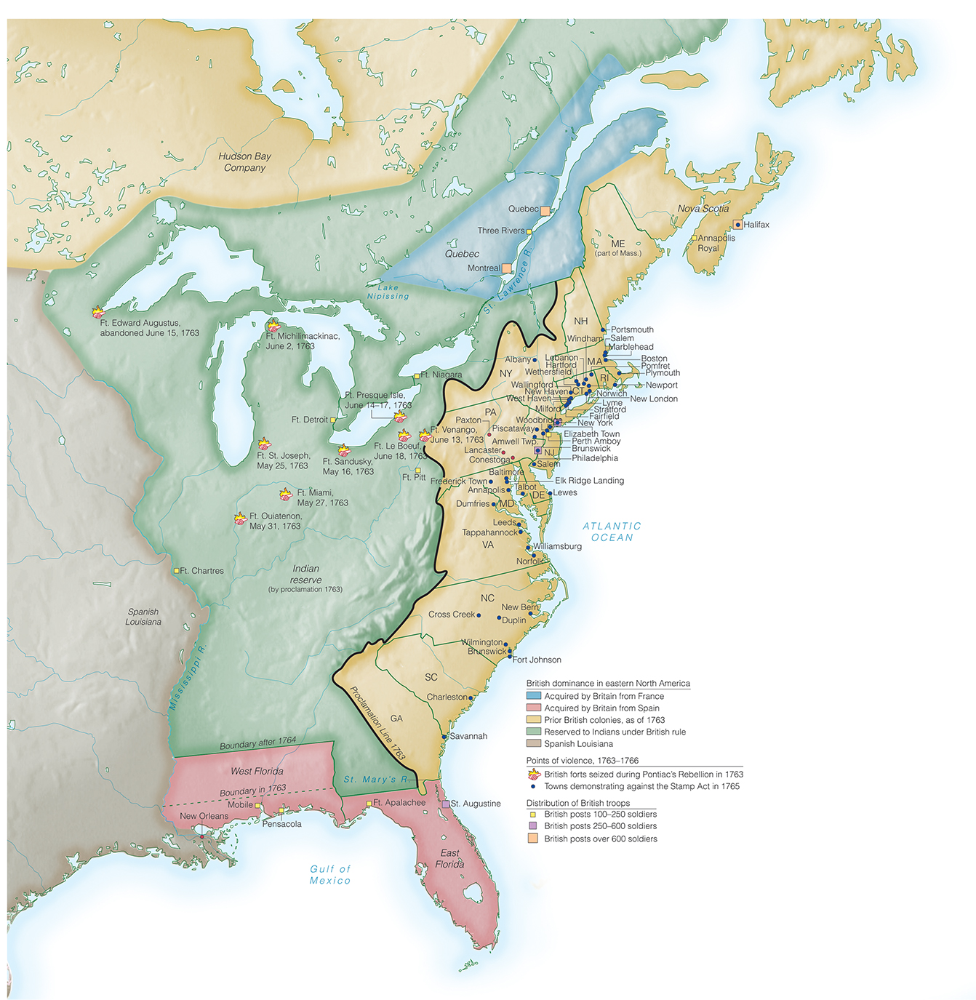 Hudson Bay
Company
Nova Scotia
Quebec
Halifax
Three Rivers
Annapolis
Royal
ME
(part of Mass.)
Quebec
Montreal
St. Lawrence R.
Lake
Nipissing
Ft. Edward Augustus,
abandoned June 15, 1763
Ft. Michilimackinac,
June 2, 1763
NH
Portsmouth
Windham
Salem
Marblehead
Albany
Lebanon
MA
Boston
Hartford
Pomfret
NY
Wethersfield
RI
Plymouth
Ft. Niagara
Wallingford
Newport
New Haven
CT
Norwich
West Haven
New London
Ft. Presque Isle,
June 14–17, 1763
Milford
Lyme
Stratford
PA
Fairfield
Ft. Detroit
Paxton
Woodbridge
New York
Ft. Venango,
June 13, 1763
Piscataway
Elizabeth Town
Amwell Twp.
Perth Amboy
Ft. Le Boeuf,
June 18, 1763
Lancaster
NJ
Brunswick
Conestoga
Philadelphia
Ft. St. Joseph,
May 25, 1763
Ft. Sandusky,
May 16, 1763
Salem
Ft. Pitt
Baltimore
Frederick Town
Elk Ridge Landing
Annapolis
Talbot
DE
Lewes
Ft. Miami,
May 27, 1763
Dumfries
MD
Ft. Ouiatenon,
May 31, 1763
Leeds
Tappahannock
ATLANTIC
OCEAN
VA
Williamsburg
Norfolk
Ft. Chartres
Indian
reserve
(by proclamation 1763)
NC
New Bern
Spanish
Louisiana
Cross Creek
Duplin
Wilmington
Brunswick
Fort Johnson
Mississippi R.
SC
Charleston
Proclamation Line 1763
GA
Savannah
Boundary after 1764
West Florida
St. Mary's R.
Boundary in 1763
Mobile
Ft. Apalachee
St. Augustine
New Orleans
Pensacola
East
Florida
Gulf of
Mexico
British dominance in eastern North America
Acquired by Britain from France
Acquired by Britain from Spain
Prior British colonies, as of 1763
Reserved to Indians under British rule
Spanish Louisiana
Points of violence, 1763–1766
British forts seized during Pontiac's Rebellion in 1763
Towns demonstrating against the Stamp Act in 1765
Distribution of British troops
British posts 100–250 soldiers
British posts 250–600 soldiers
British posts over 600 soldiers